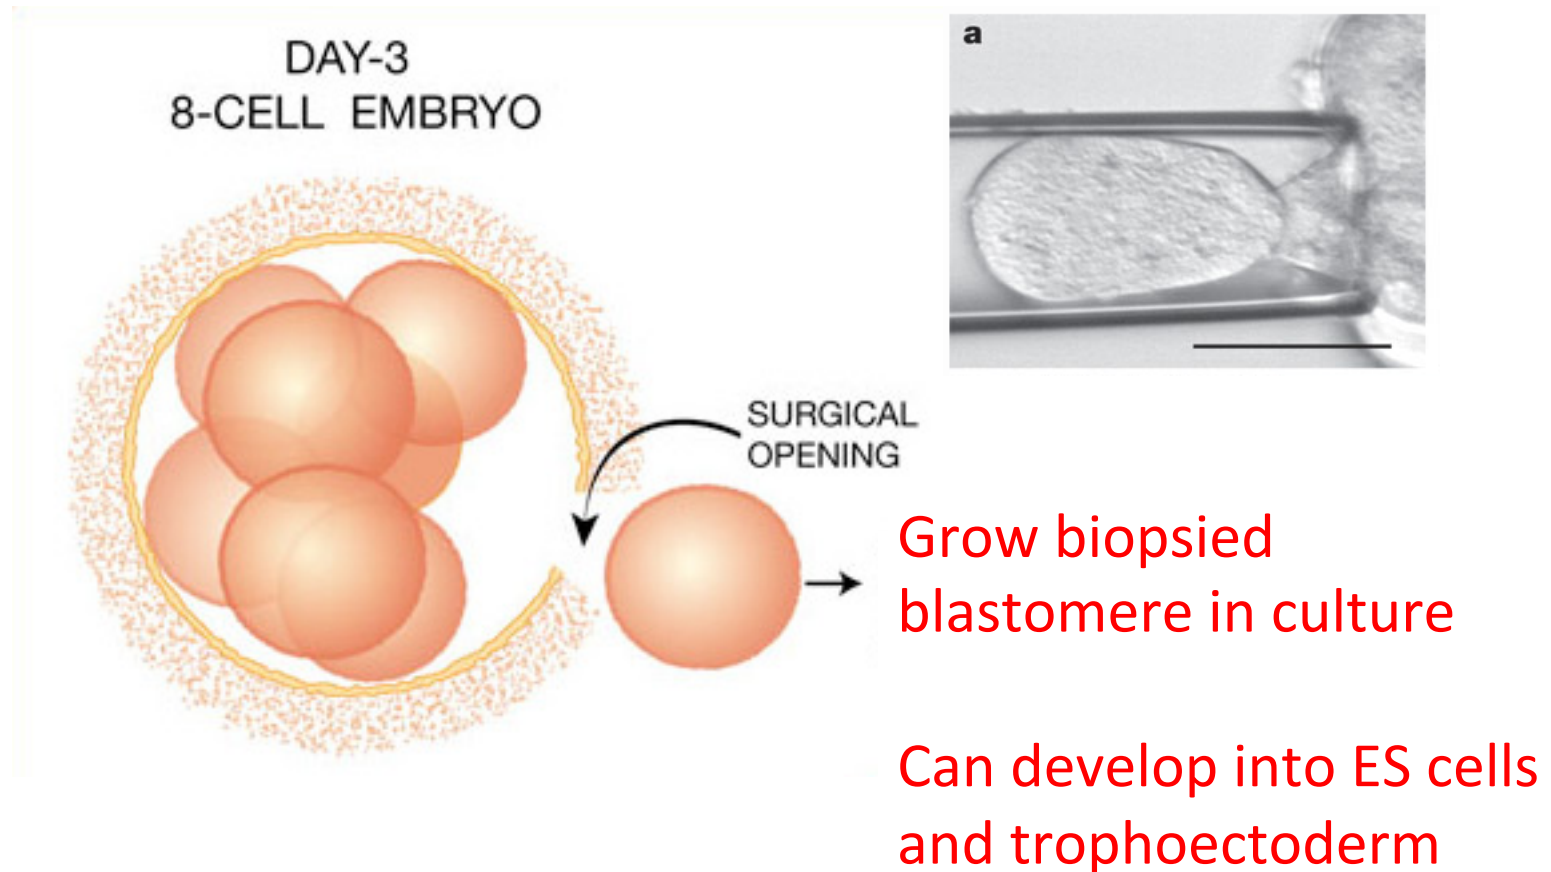 DAY-3
8-CELL EMBRYO
a
SURGICAL
OPENING
Grow biopsied
blastomere in culture
Can develop into ES cells
and trophoectoderm